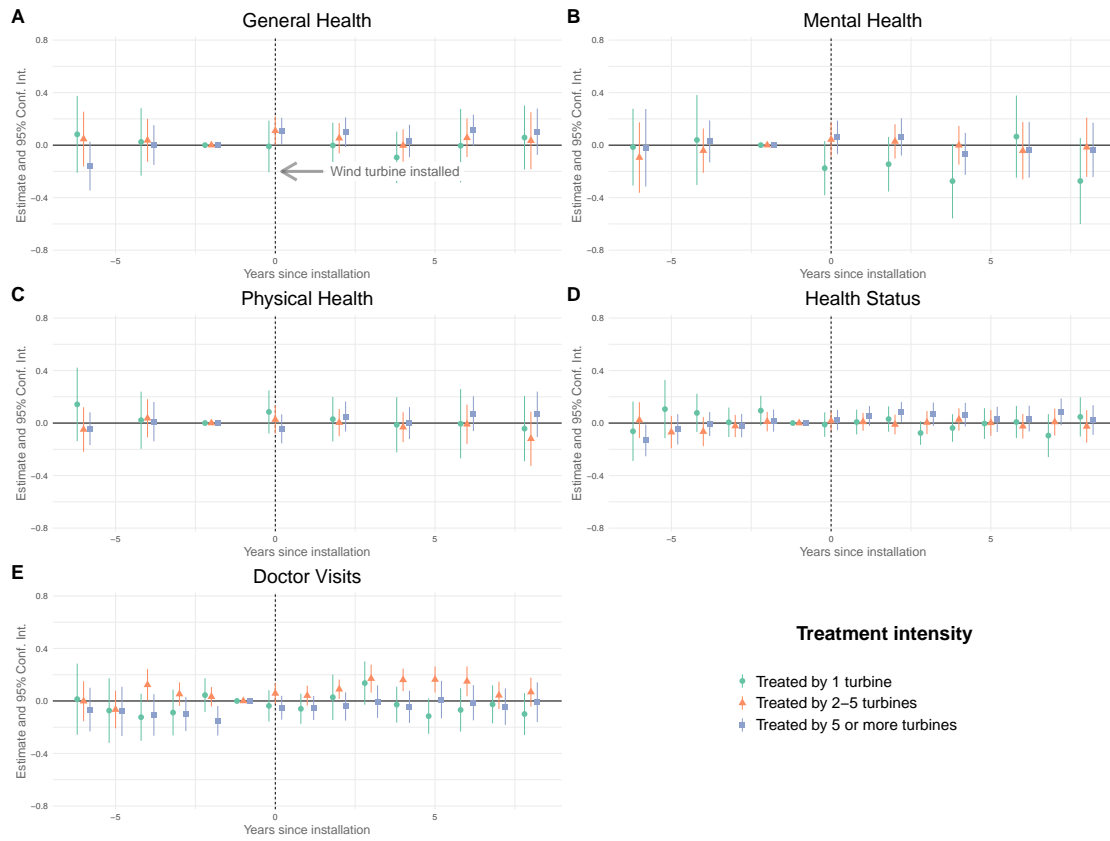 A
General Health
Estimate and 95% Conf. Int.
0.8
0.4
0.0
−0.4
−0.8
Wind turbine installed
−5
0
5
Years since installation
B
Mental Health
Estimate and 95% Conf. Int.
0.8
0.4
0.0
−0.4
−0.8
−5
0
5
Years since installation
C
Physical Health
Estimate and 95% Conf. Int.
0.8
0.4
0.0
−0.4
−0.8
−5
0
5
Years since installation
D
Health Status
Estimate and 95% Conf. Int.
0.8
0.4
0.0
−0.4
−0.8
−5
0
5
Years since installation
E
Doctor Visits
Estimate and 95% Conf. Int.
0.8
0.4
0.0
−0.4
−0.8
−5
0
5
Years since installation
Treatment intensity
Treated by 1 turbine
Treated by 2−5 turbines
Treated by 5 or more turbines